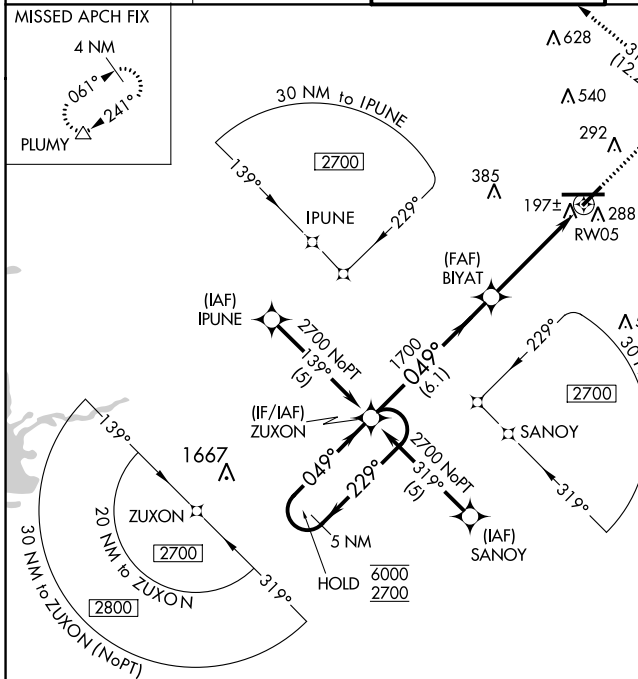 MISSED APCH FIX
4 NM
061°
241°
PLUMY
628
(12.2
540
292
30 NM to IPUNE
2700
139°
229°
IPUNE
385
197±
288
RW05
(FAF)
BIYAT
(IAF)
IPUNE
2700 NoPT
139°
(5)
1700
049°
(6.1)
229°
2700
SANOY
319°
(IF/IAF)
ZUXON
2700 NoPT
319°
(5)
(IAF)
SANOY
049°
229°
5 NM
HOLD
6000
2700
1667
139°
ZUXON
319°
20 NM to ZUXON
2700
2800
30 NM to ZUXON (NoPT)